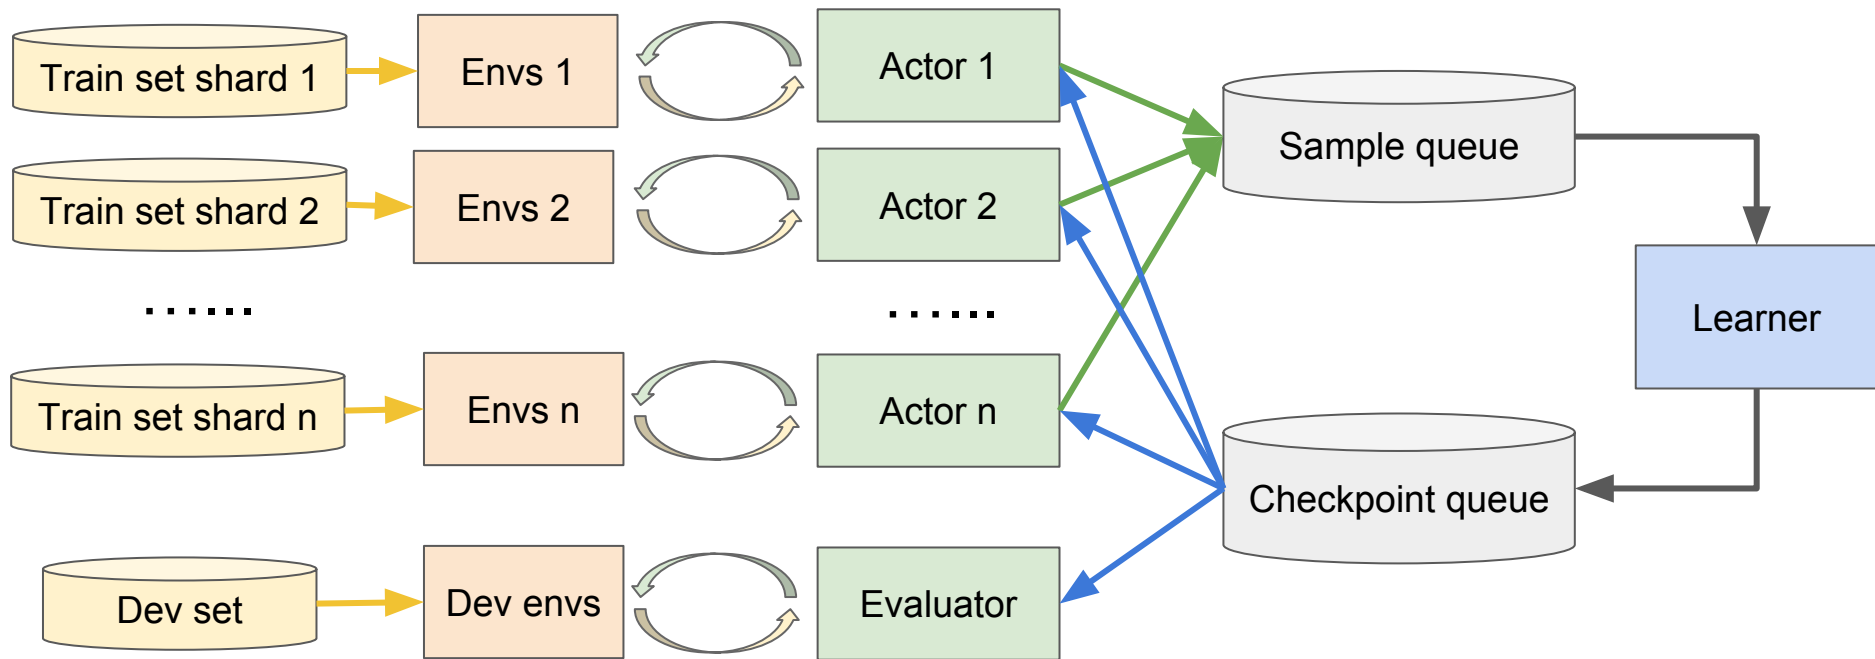 Train set shard 1
Envs 1
Actor 1
Sample queue
Train set shard 2
Envs 2
Actor 2
......
......
Learner
Train set shard n
Envs n
Actor n
Checkpoint queue
Dev set
Dev envs
Evaluator